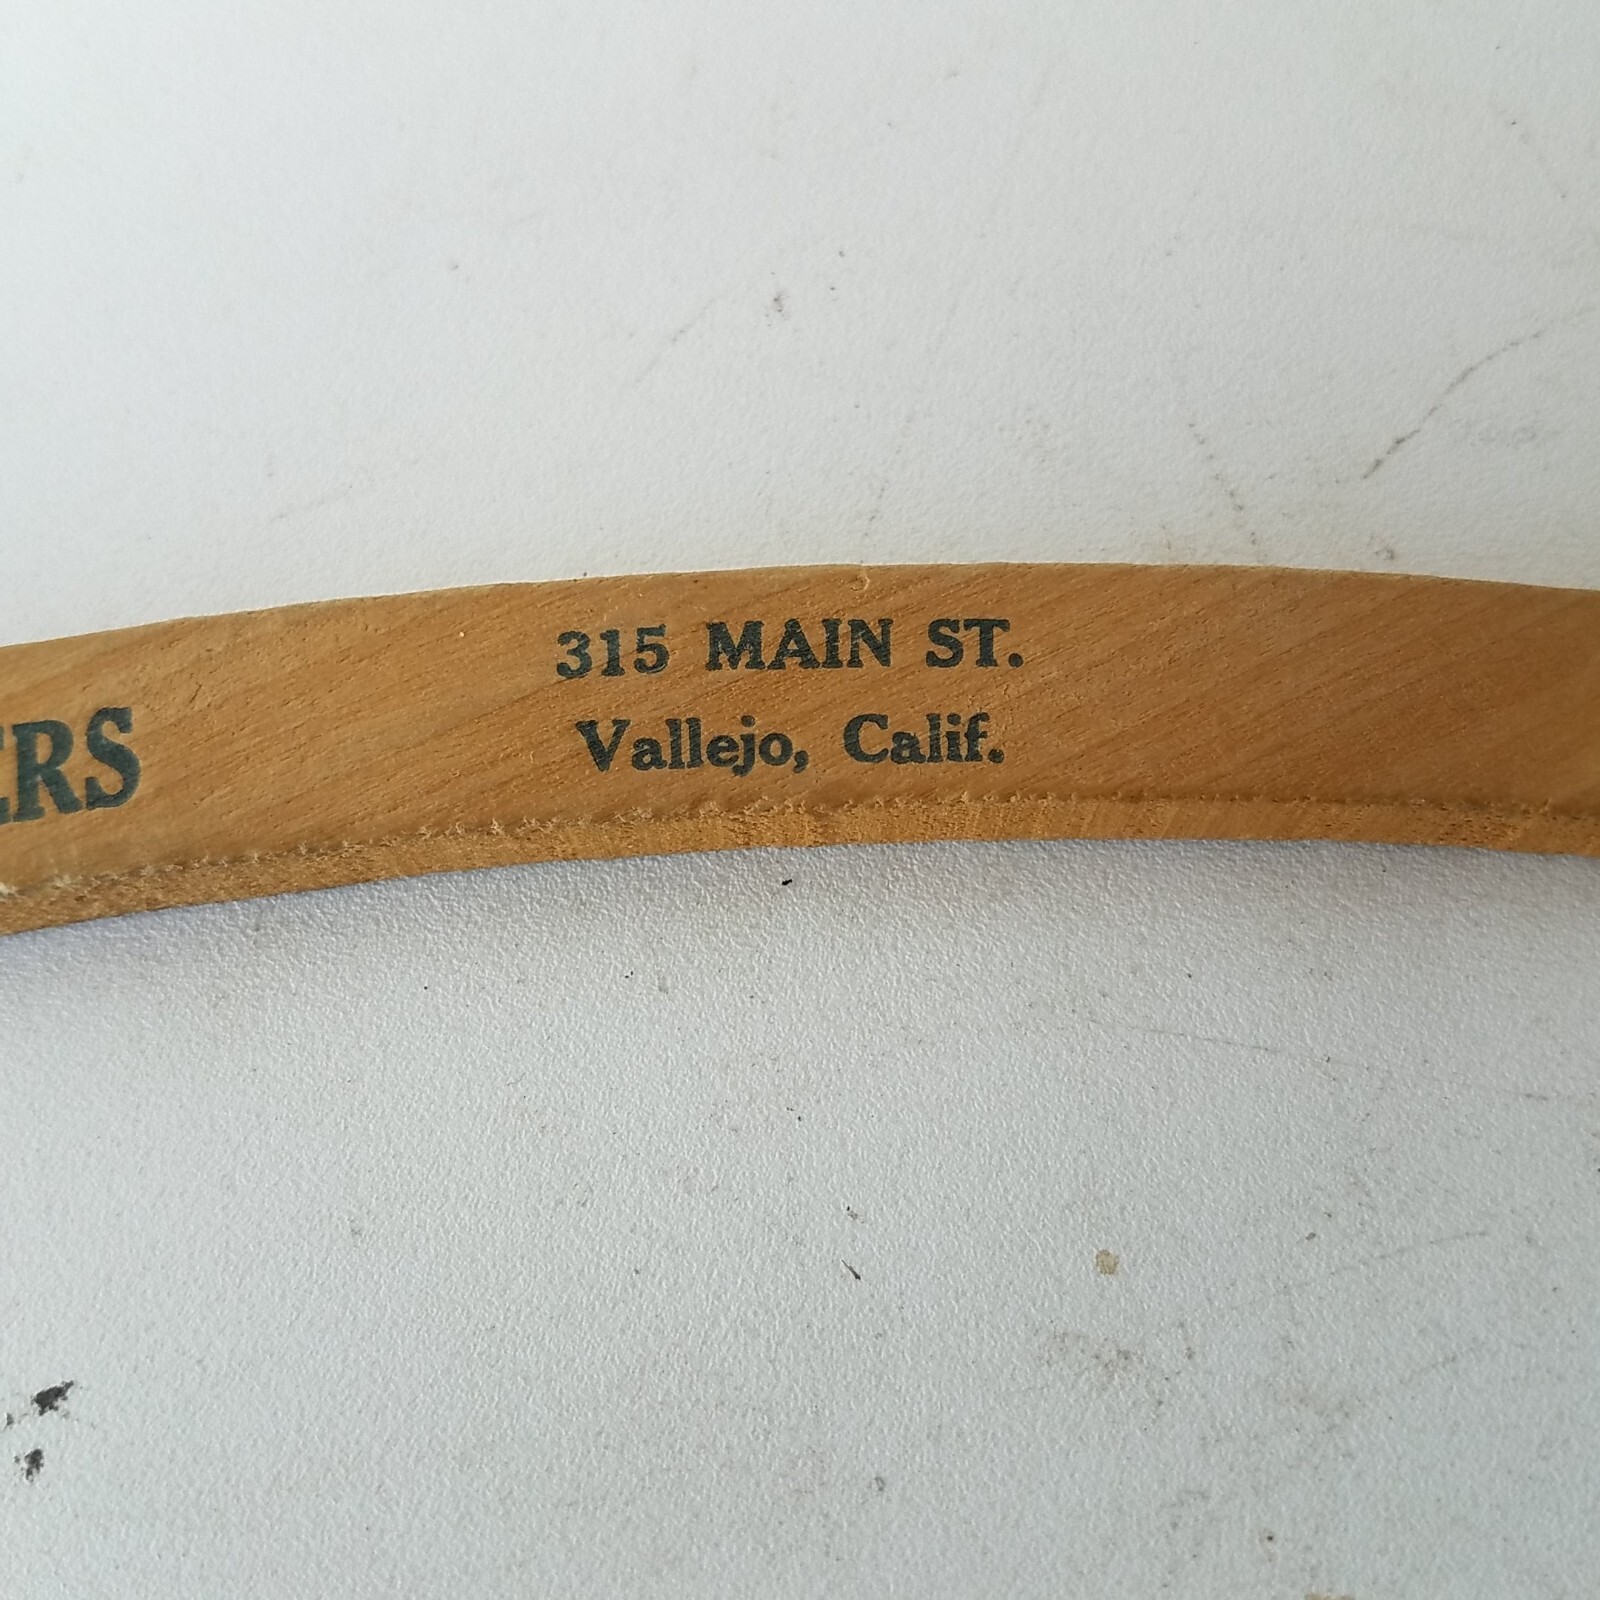 315 MAIN ST.
Vallejo, Calif.